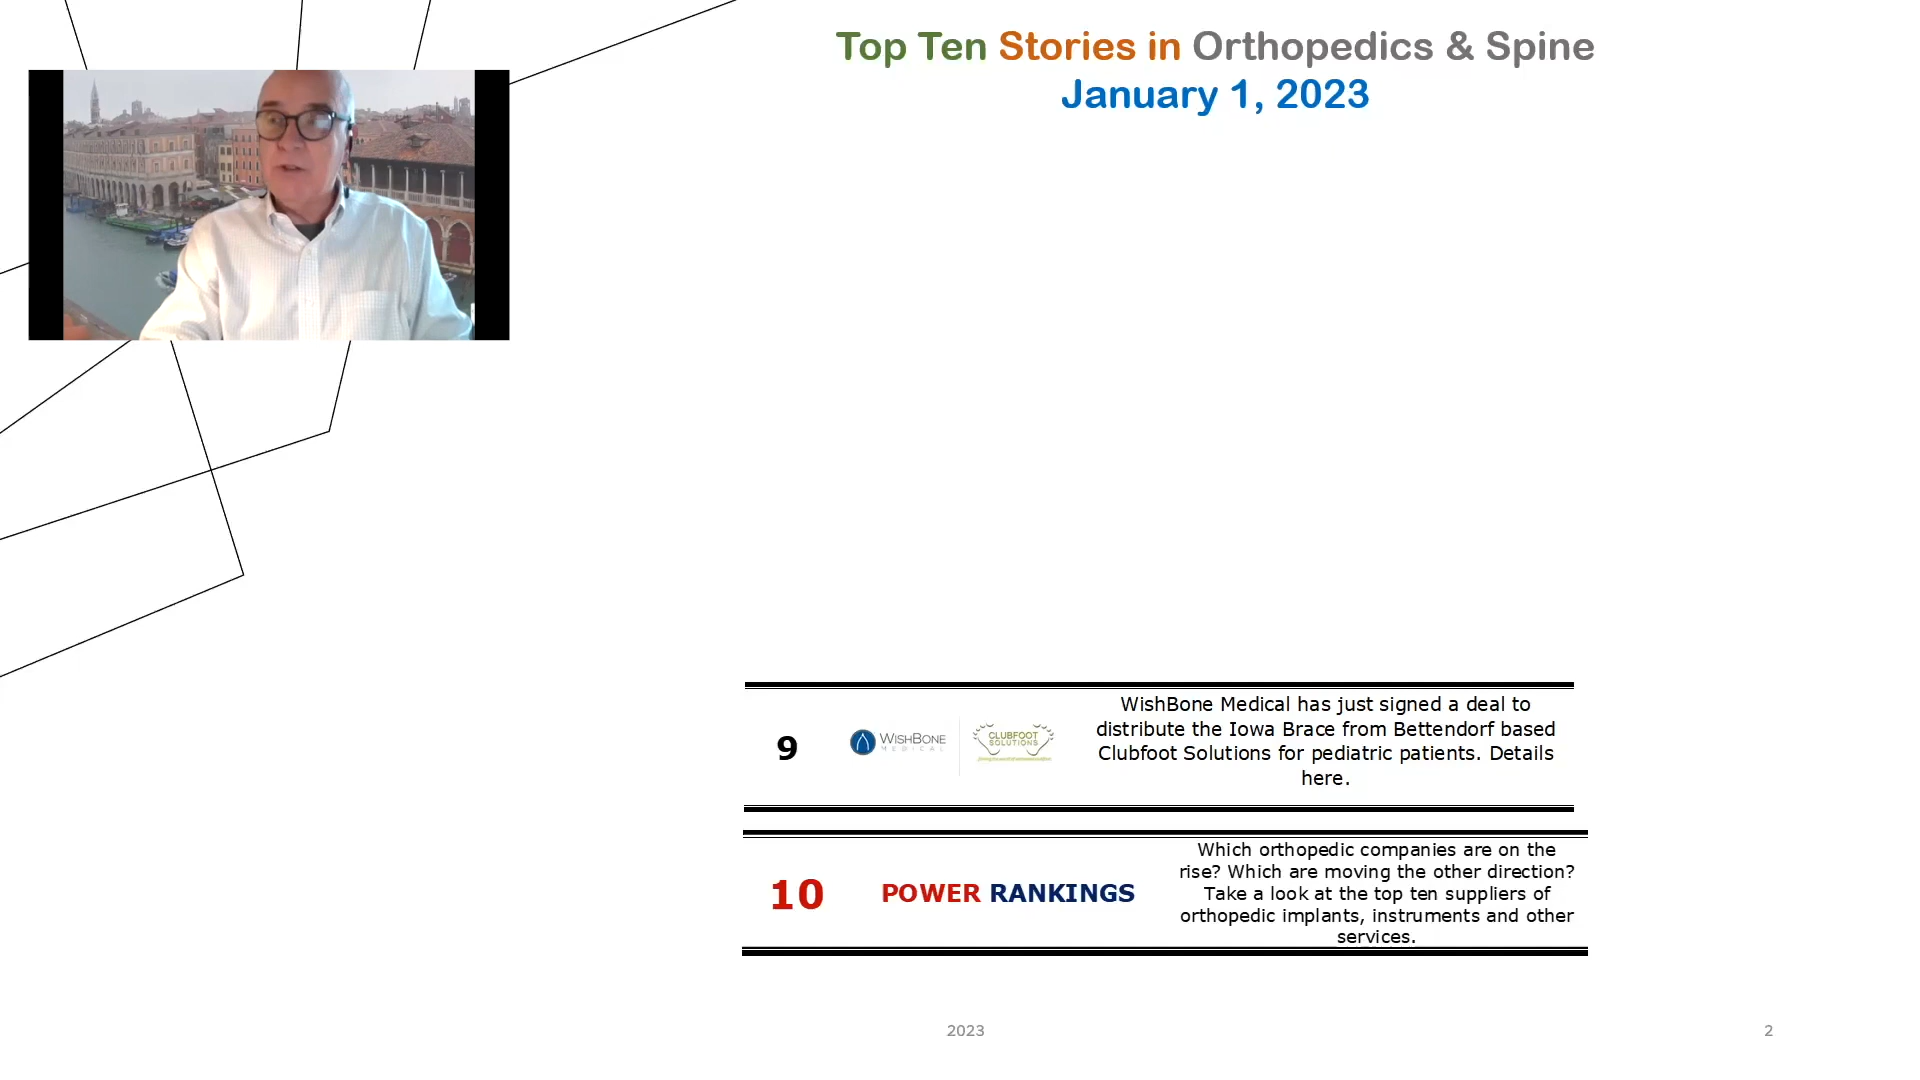 Top Ten Stories in Orthopedics & Spine
January 1, 2023
9
WISHBONE
MEDICAL
CLUBFOOT
SOLUTIONS
WishBone Medical has just signed a deal to
distribute the Iowa Brace from Bettendorf based
Clubfoot Solutions for pediatric patients. Details
here.
10
POWER RANKINGS
Which orthopedic companies are on the
rise? Which are moving the other direction?
Take a look at the top ten suppliers of
orthopedic implants, instruments and other
services.
2023
2